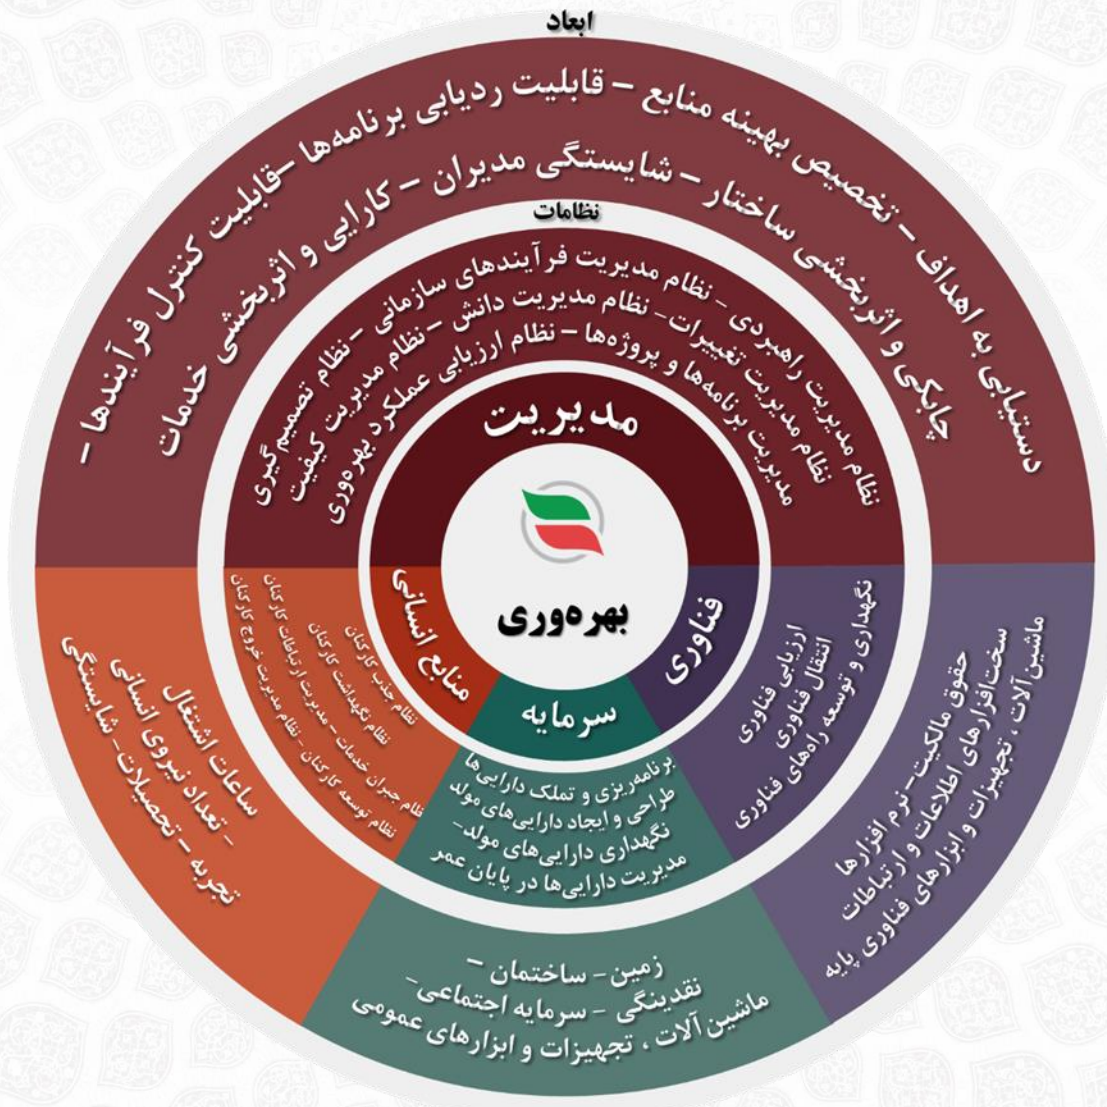 ابعاد
دستیابی به اهداف - تخصیص بهینه منابع - قابلیت ردیابی برنامه‌ها -قابلیت کنترل فرآیندها -
چابکی و اثربخشی ساختار - شایستگی مدیران - کارایی و اثربخشی خدمات
نظامات
نظام مدیریت راهبردی - نظام مدیریت فرآیندهای سازمانی -نظام تصمیم‌گیری
نظام مدیریت تغییرات- نظام مدیریت دانش -نظام مدیریت کیفیت
مدیریت برنامه‌ها و پروژه‌ها - نظام ارزیابی عملکرد بهره‌وری
مدیریت
بهره‌وری
فناوری
ارزیابی فناوری
انتقال فناوری
نگهداری و توسعه راه‌های فناوری
حقوق مالکیت- نرم افزارها
سخت‌افزارهای اطلاعات و ارتباطات
ماشین‌آلات ، تجهیزات و ابزارهای فناوری پایه
سرمایه
برنامه‌ریزی و تملک دارایی‌ها
طراحی و ایجاد دارایی‌های مولد
نگهداری دارایی‌های مولد-
مدیریت دارایی‌ها در پایان عمر
زمین- ساختمان -
نقدینگی - سرمایه اجتماعی-
ماشین‌آلات ، تجهیزات و ابزارهای عمومی
منابع انسانی
نظام جذب کارکنان
نظام نگهداشت کارکنان
نظام جبران خدمات - مدیریت ارتباطات کارکنان
نظام توسعه کارکنان - نظام مدیریت خروج کارکنان
ساعات اشتغال
- تعداد نیروی انسانی
تجربه - تحصیلات- شایستگی